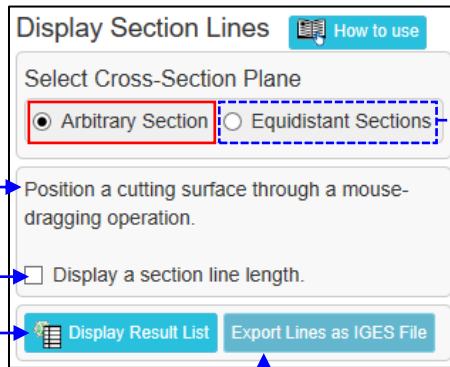 Display Section Lines How to use
Select Cross-Section Plane
Arbitrary Section Equidistant Sections
Position a cutting surface through a mouse-
dragging operation.
Display a section line length.
Display Result List Export Lines as IGES File